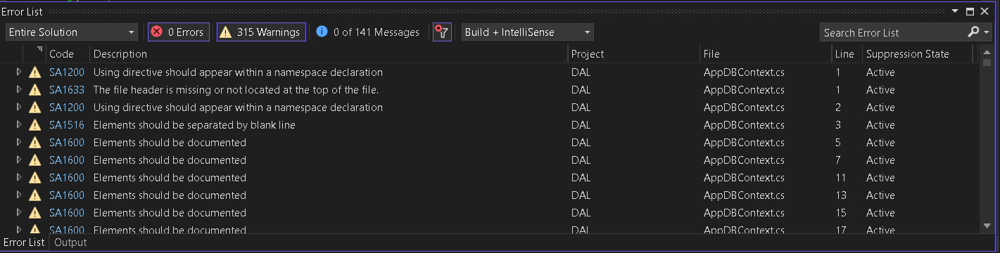 Error List
Entire Solution 0 Errors 315 Warnings 0 of 141 Messages Build + IntelliSense Search Error List
Code Description Project File Line Suppression State
SA1200 Using directive should appear within a namespace declaration DAL AppDBContext.cs 1 Active
SA1633 The file header is missing or not located at the top of the file. DAL AppDBContext.cs 1 Active
SA1200 Using directive should appear within a namespace declaration DAL AppDBContext.cs 2 Active
SA1516 Elements should be separated by blank line DAL AppDBContext.cs 3 Active
SA1600 Elements should be documented DAL AppDBContext.cs 5 Active
SA1600 Elements should be documented DAL AppDBContext.cs 7 Active
SA1600 Elements should be documented DAL AppDBContext.cs 11 Active
SA1600 Elements should be documented DAL AppDBContext.cs 13 Active
SA1600 Elements should be documented DAL AppDBContext.cs 15 Active
SA1600 Elements should be documented DAL AppDBContext.cs 17 Active
Error List Output